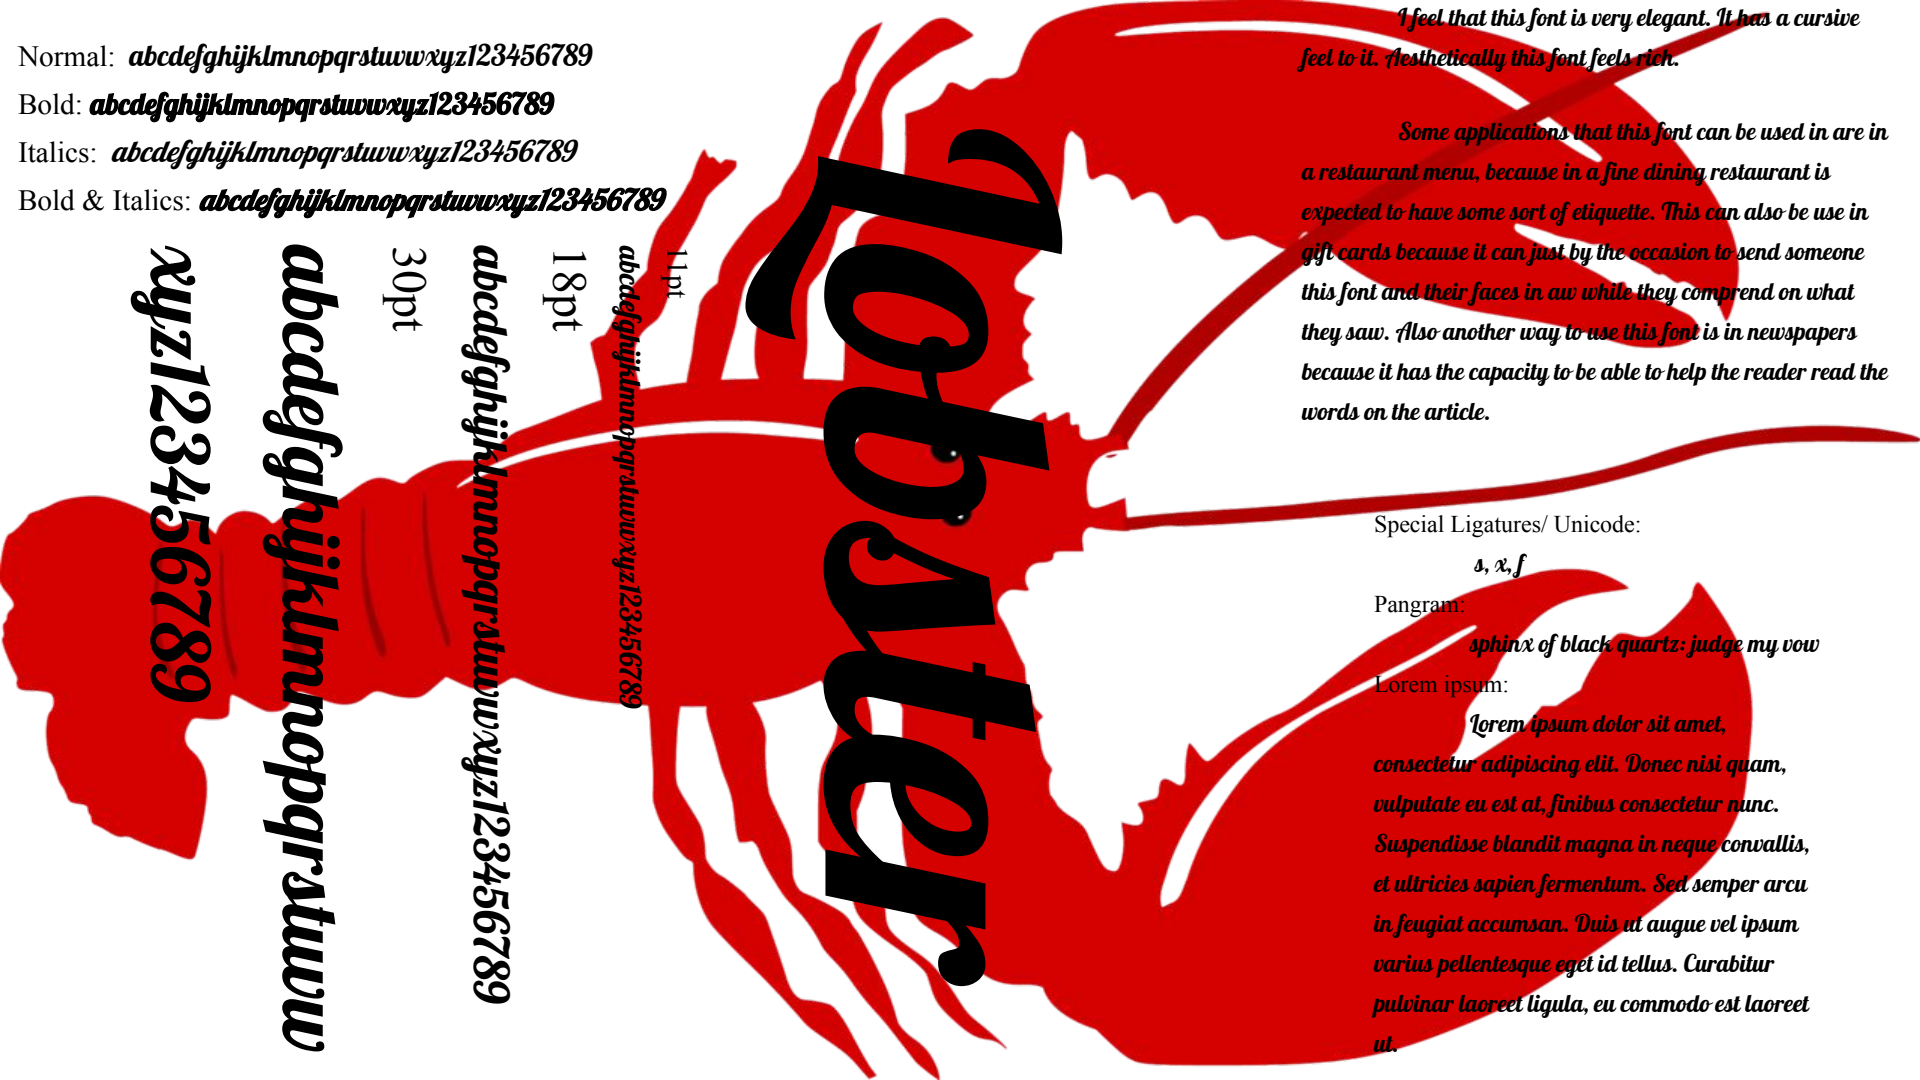 Normal: abcdefghijklmnopqrstuvwxyz123456789
Bold: abcdefghijklmnopqrstuvwxyz123456789
Italics: abcdefghijklmnopqrstuvwxyz123456789
Bold & Italics: abcdefghijklmnopqrstuvwxyz123456789
11pt
abcdefghijklmnopqrstuvwxyz123456789
18pt
abcdefghijklmnopqrstuvwxyz123456789
30pt
abcdefghijklmnopqrstuvw
xyz123456789
Lobster
I feel that this font is very elegant. It has a cursive
feel to it. Aesthetically this font feels rich.
Some applications that this font can be used in are in
a restaurant menu, because in a fine dining restaurant is
expected to have some sort of etiquette. This can also be use in
gift cards because it can just by the occasion to send someone
this font and their faces in aw while they comprend on what
they saw. Also another way to use this font is in newspapers
because it has the capacity to be able to help the reader read the
words on the article.
Special Ligatures/ Unicode:
s, x, f
Pangram:
sphinx of black quartz: judge my vow
Lorem ipsum:
Lorem ipsum dolor sit amet,
consectetur adipiscing elit. Donec nisi quam,
vulputate eu est at, finibus consectetur nunc.
Suspendisse blandit magna in neque convallis,
et ultricies sapien fermentum. Sed semper arcu
in feugiat accumsan. Duis ut augue vel ipsum
varius pellentesque eget id tellus. Curabitur
pulvinar laoreet ligula, eu commodo est laoreet
ut.